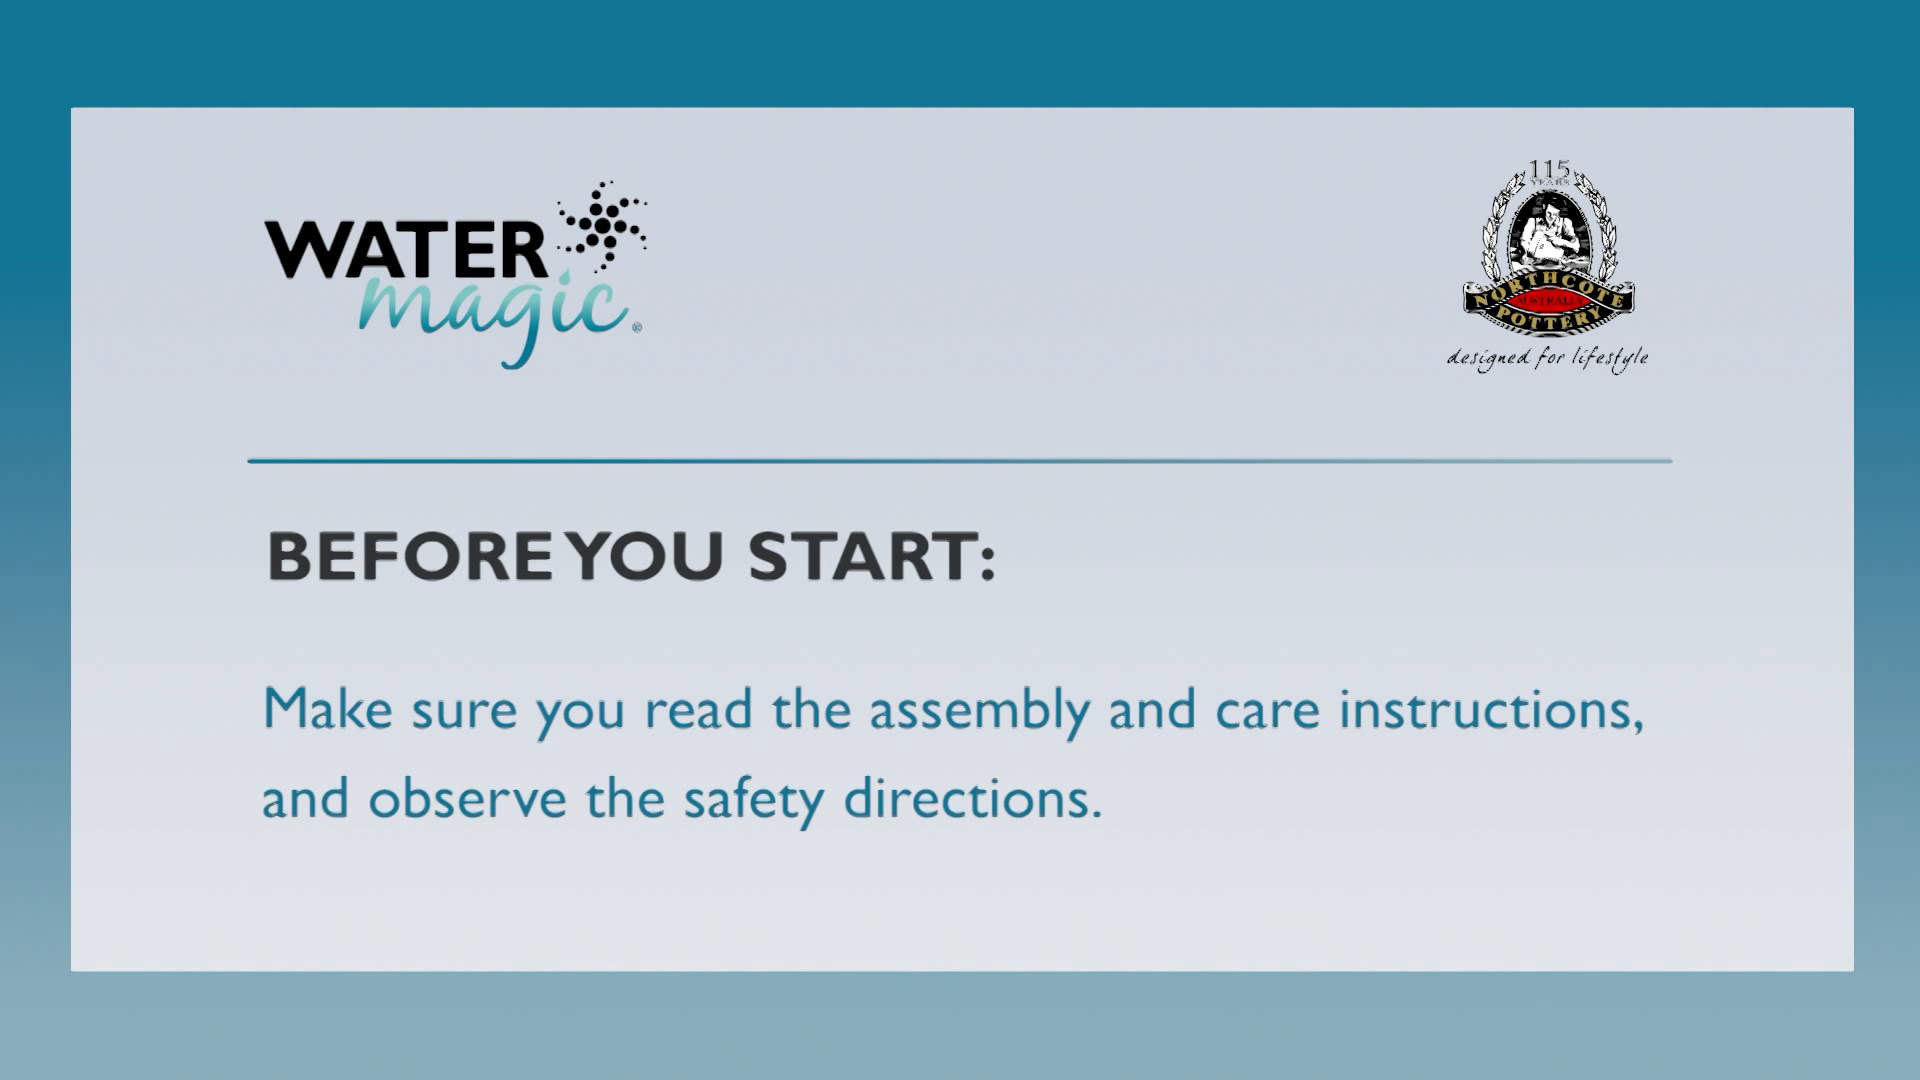 WATER
magic®
115
YEARS
NORTHCOTE
AUSTRALIA
POTTERY
designed for lifestyle
BEFORE YOU START:
Make sure you read the assembly and care instructions,
and observe the safety directions.